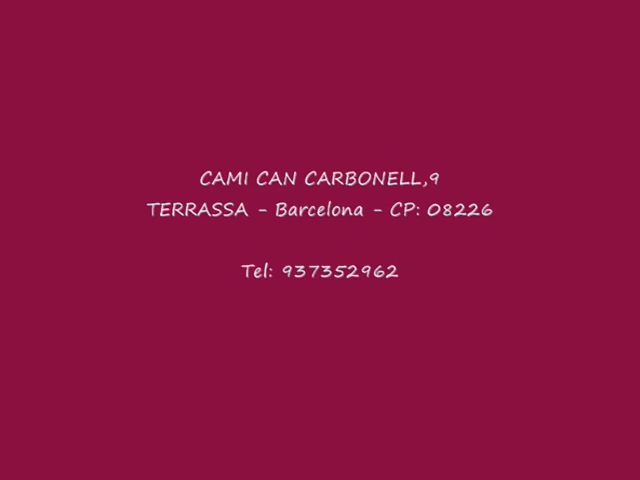 CAMI CAN CARBONELL,9
TERRASSA - Barcelona - CP: 08226
Tel: 937352962